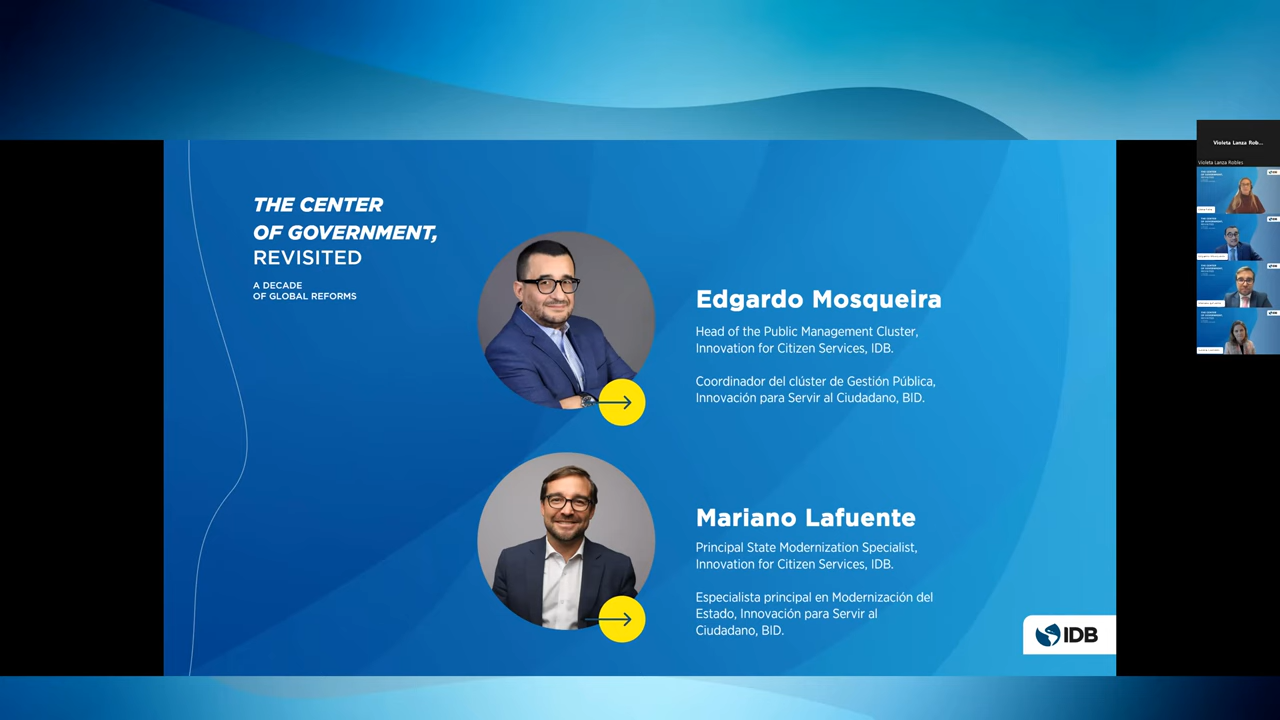 THE CENTER
OF GOVERNMENT,
REVISITED
A DECADE
OF GLOBAL REFORMS
Edgardo Mosqueira
Head of the Public Management Cluster,
Innovation for Citizen Services, IDB.
Coordinador del clúster de Gestión Pública,
Innovación para Servir al Ciudadano, BID.
Mariano Lafuente
Principal State Modernization Specialist,
Innovation for Citizen Services, IDB.
Especialista principal en Modernización del
Estado, Innovación para Servir al
Ciudadano, BID.
IDB
Violeta Lanza Rob...
Violeta Lanza Robles